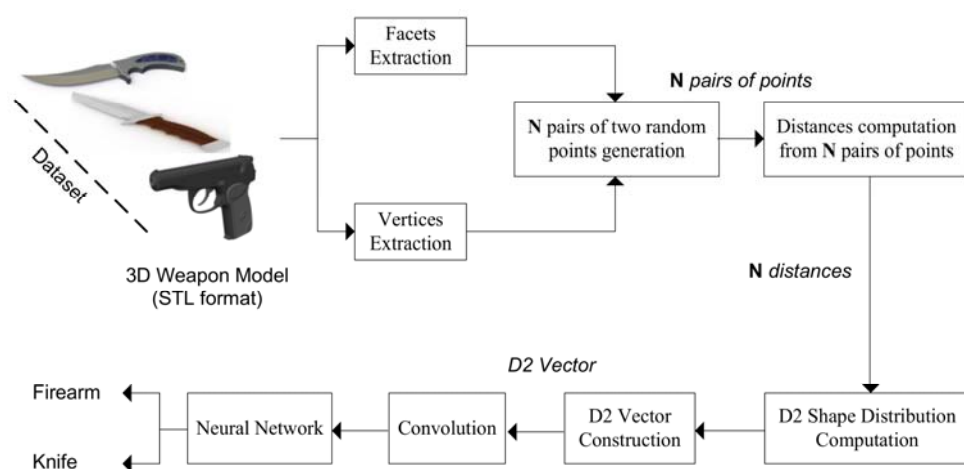 Facets
Extraction
N pairs of points
N pairs of two random
points generation
Distances computation
from N pairs of points
Dataset
Vertices
Extraction
3D Weapon Model
(STL format)
N distances
D2 Vector
Firearm
Knife
Neural Network
Convolution
D2 Vector
Construction
D2 Shape Distribution
Computation